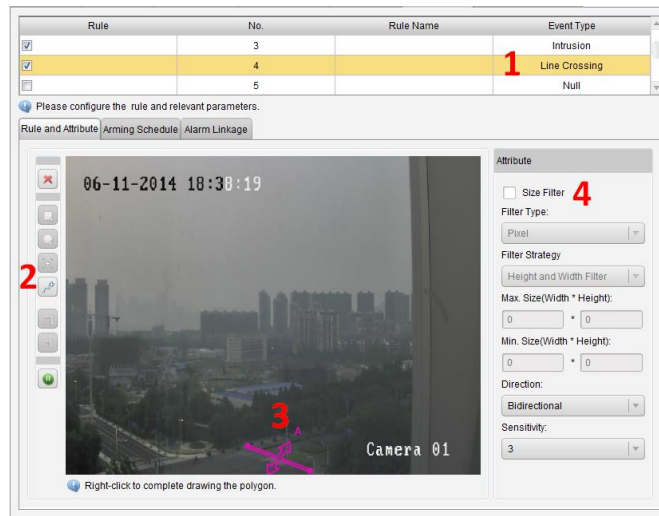 Rule No. Rule Name Event Type
3 Intrusion
4 Line Crossing
1
5 Null
Please configure the rule and relevant parameters.
Rule and Attribute Arming Schedule Alarm Linkage
Attribute
06-11-2014 18:38:19
Size Filter
4
Filter Type:
Pixel
Filter Strategy
2
Height and Width Filter
Max. Size(Width * Height):
0 * 0
Min. Size(Width * Height):
0 * 0
Direction:
Bidirectional
3
A
Sensitivity:
Camera 01
3
Right-click to complete drawing the polygon.